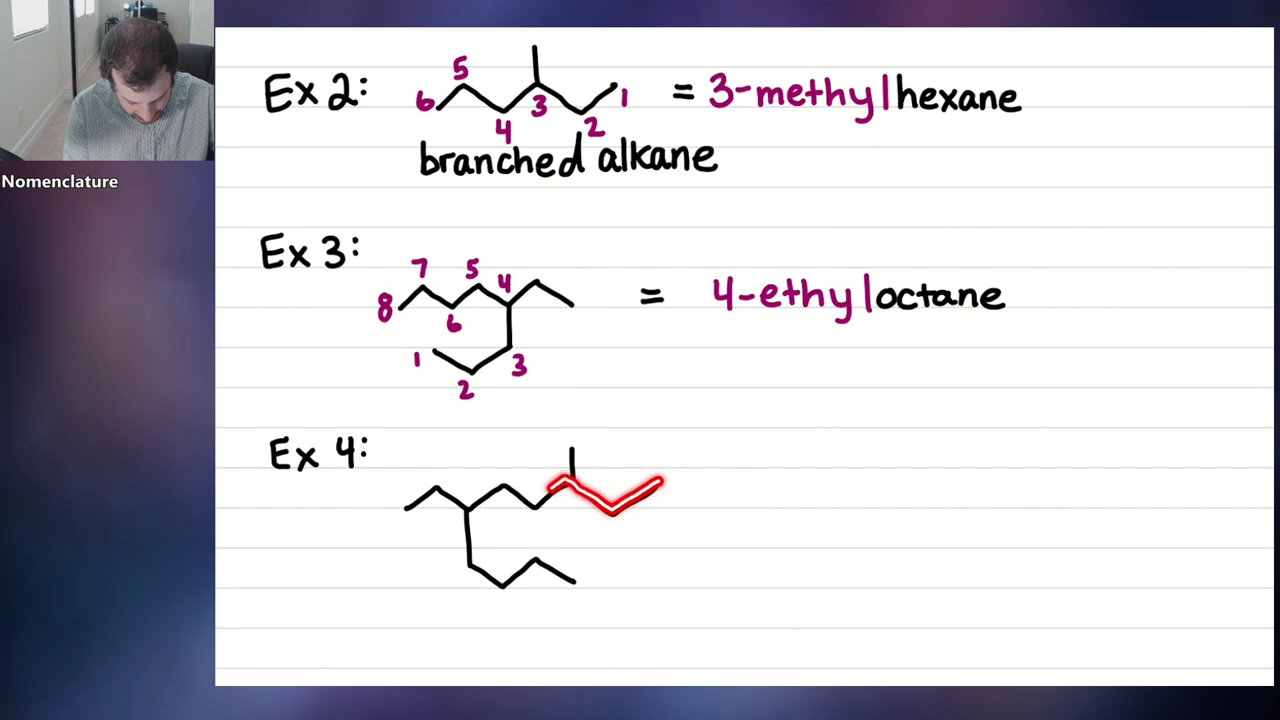 Nomenclature
Ex 2:
5
6
4
3
2
1
= 3-methylhexane
branched alkane
Ex 3:
7
5
4
8
6
1
3
2
= 4-ethyloctane
Ex 4: